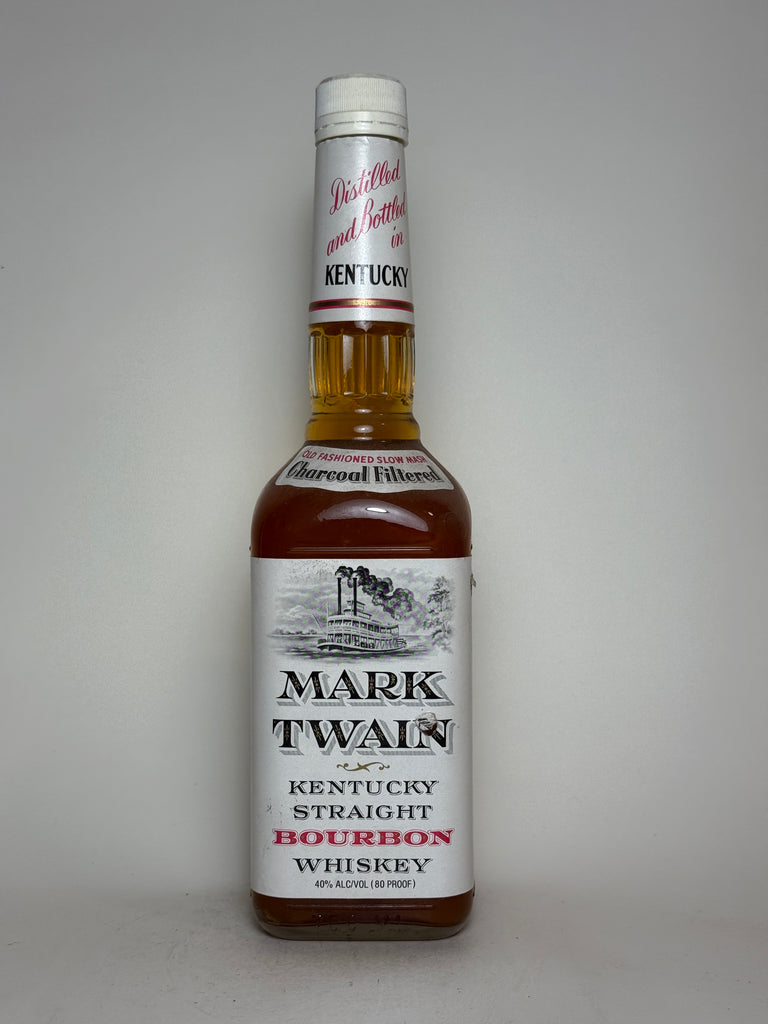 Distilled
and Bottled
in
KENTUCKY
OLD FASHIONED SLOW MASH
Charcoal Filtered
MARK
TWAIN
KENTUCKY
STRAIGHT
BOURBON
WHISKEY
40% ALC/VOL (80 PROOF)